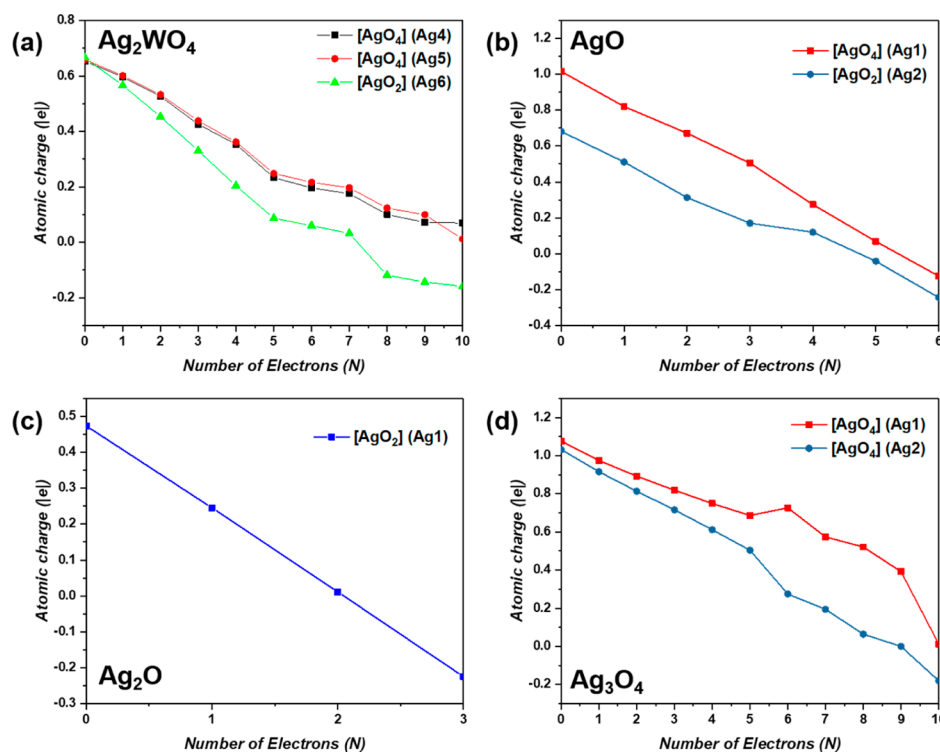 (a)
Ag₂WO₄
[AgO₄] (Ag4)
[AgO₄] (Ag5)
[AgO₂] (Ag6)
Atomic charge (|e|)
0.8
0.6
0.4
0.2
0.0
-0.2
0 1 2 3 4 5 6 7 8 9 10
Number of Electrons (N)
(b)
AgO
[AgO₄] (Ag1)
[AgO₂] (Ag2)
Atomic charge (|e|)
1.2
1.0
0.8
0.6
0.4
0.2
0.0
-0.2
-0.4
0 1 2 3 4 5 6
Number of Electrons (N)
(c)
[AgO₂] (Ag1)
Atomic charge (|e|)
0.5
0.4
0.3
0.2
0.1
0.0
-0.1
-0.2
-0.3
Ag₂O
0 1 2 3
Number of Electrons (N)
(d)
[AgO₄] (Ag1)
[AgO₄] (Ag2)
Atomic charge (|e|)
1.2
1.0
0.8
0.6
0.4
0.2
0.0
-0.2
Ag₃O₄
0 1 2 3 4 5 6 7 8 9 10
Number of Electrons (N)